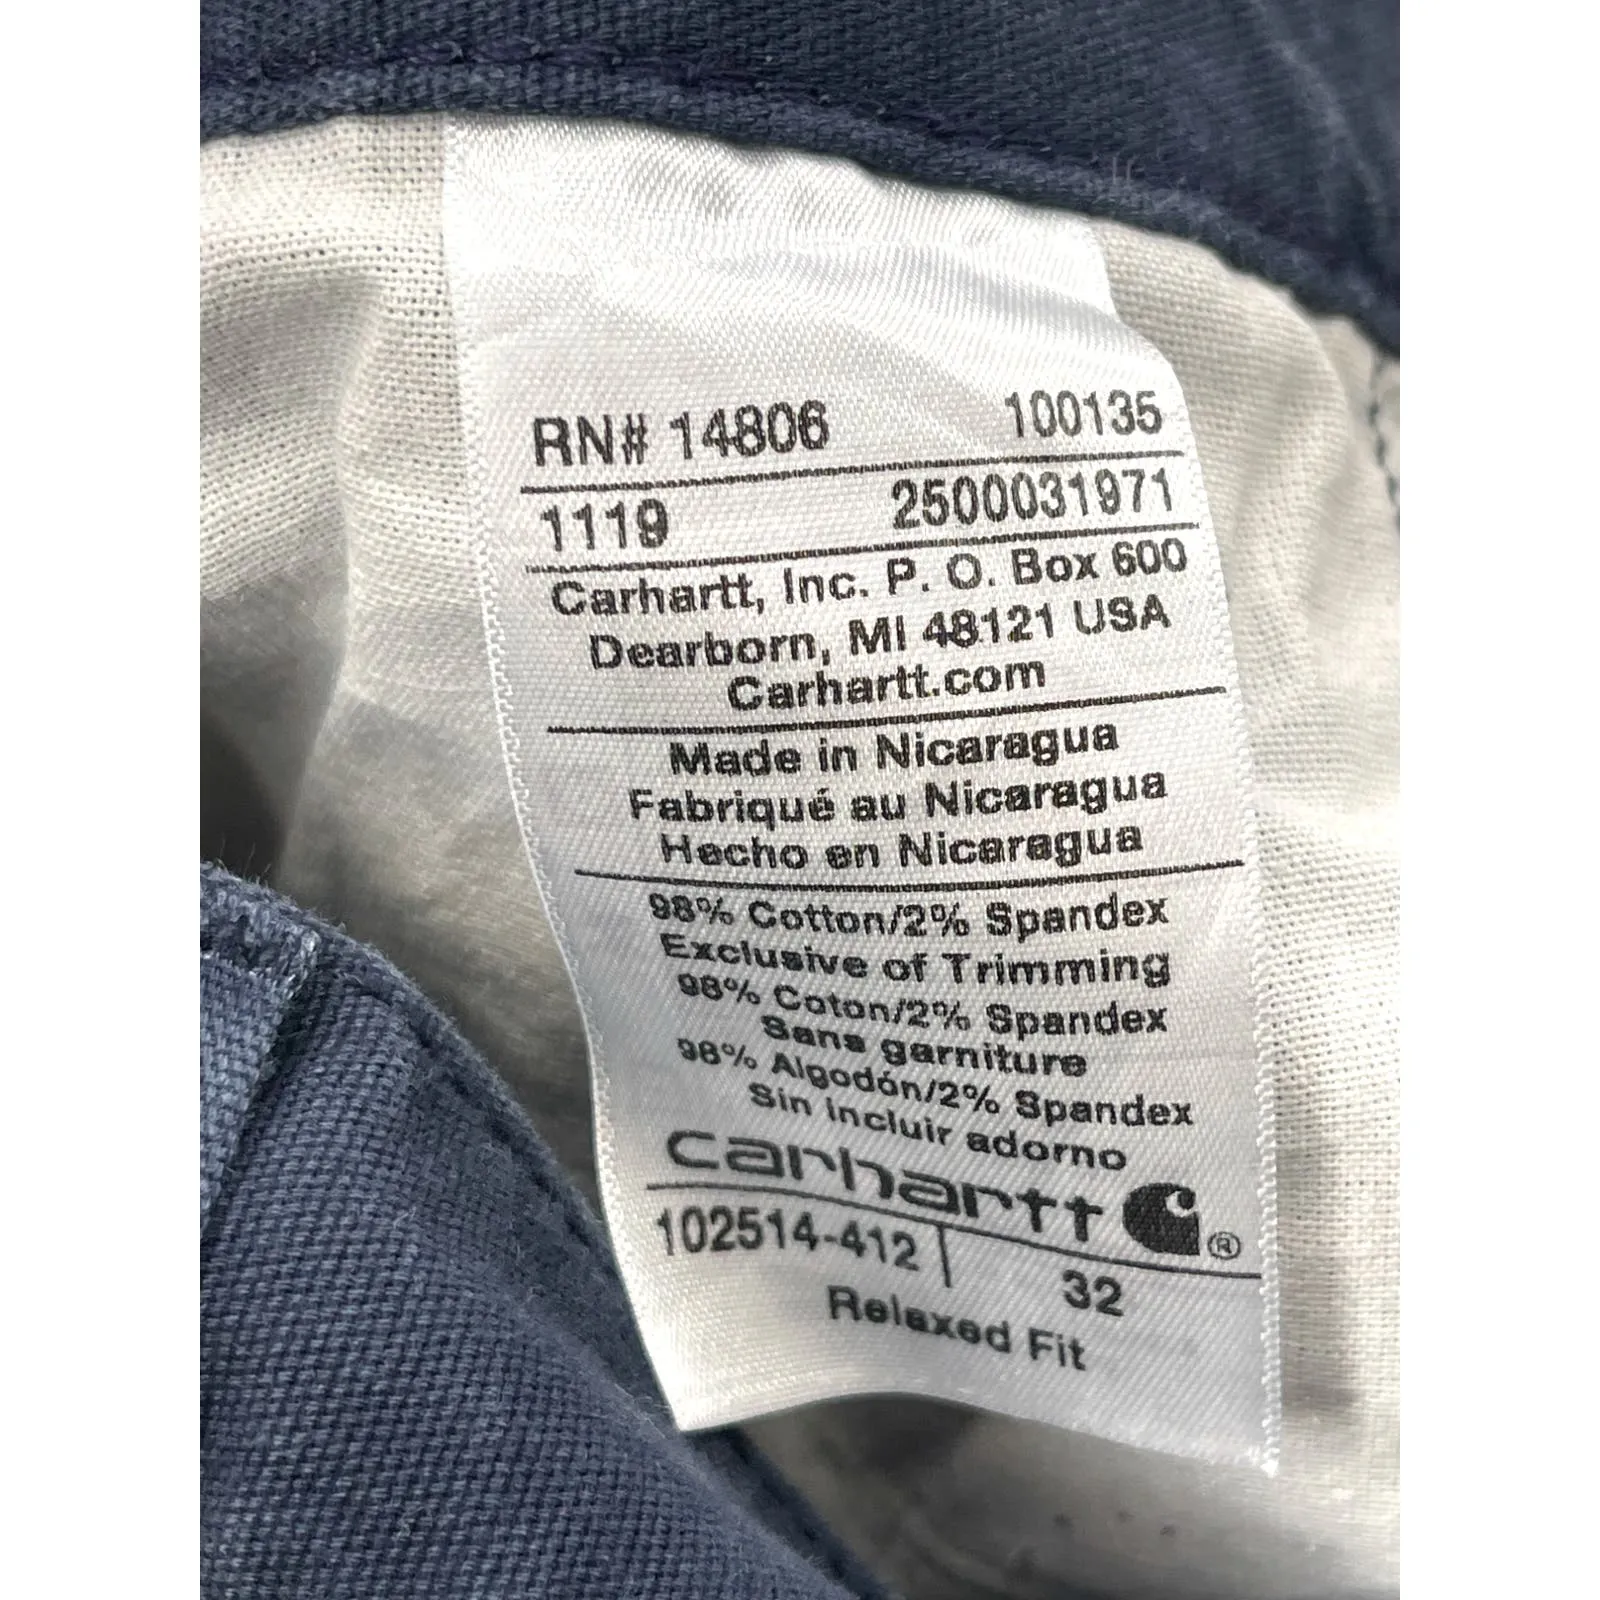 RN# 14806 100135
1119 2500031971
Carhartt, Inc. P. O. Box 600
Dearborn, MI 48121 USA
Carhartt.com
Made in Nicaragua
Fabriqué au Nicaragua
Hecho en Nicaragua
98% Cotton/2% Spandex
Exclusive of Trimming
98% Coton/2% Spandex
Sans garniture
98% Algodón/2% Spandex
Sin incluir adorno
carhartt ®
102514-412 | 32
Relaxed Fit